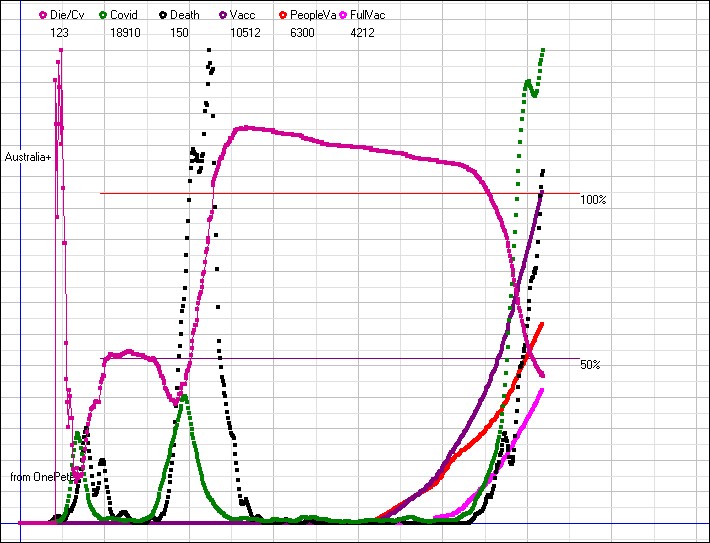 Die/Cv Covid Death Vacc PeopleVa FullVac
123 18910 150 10512 6300 4212
Australia+
100%
50%
from OnePet